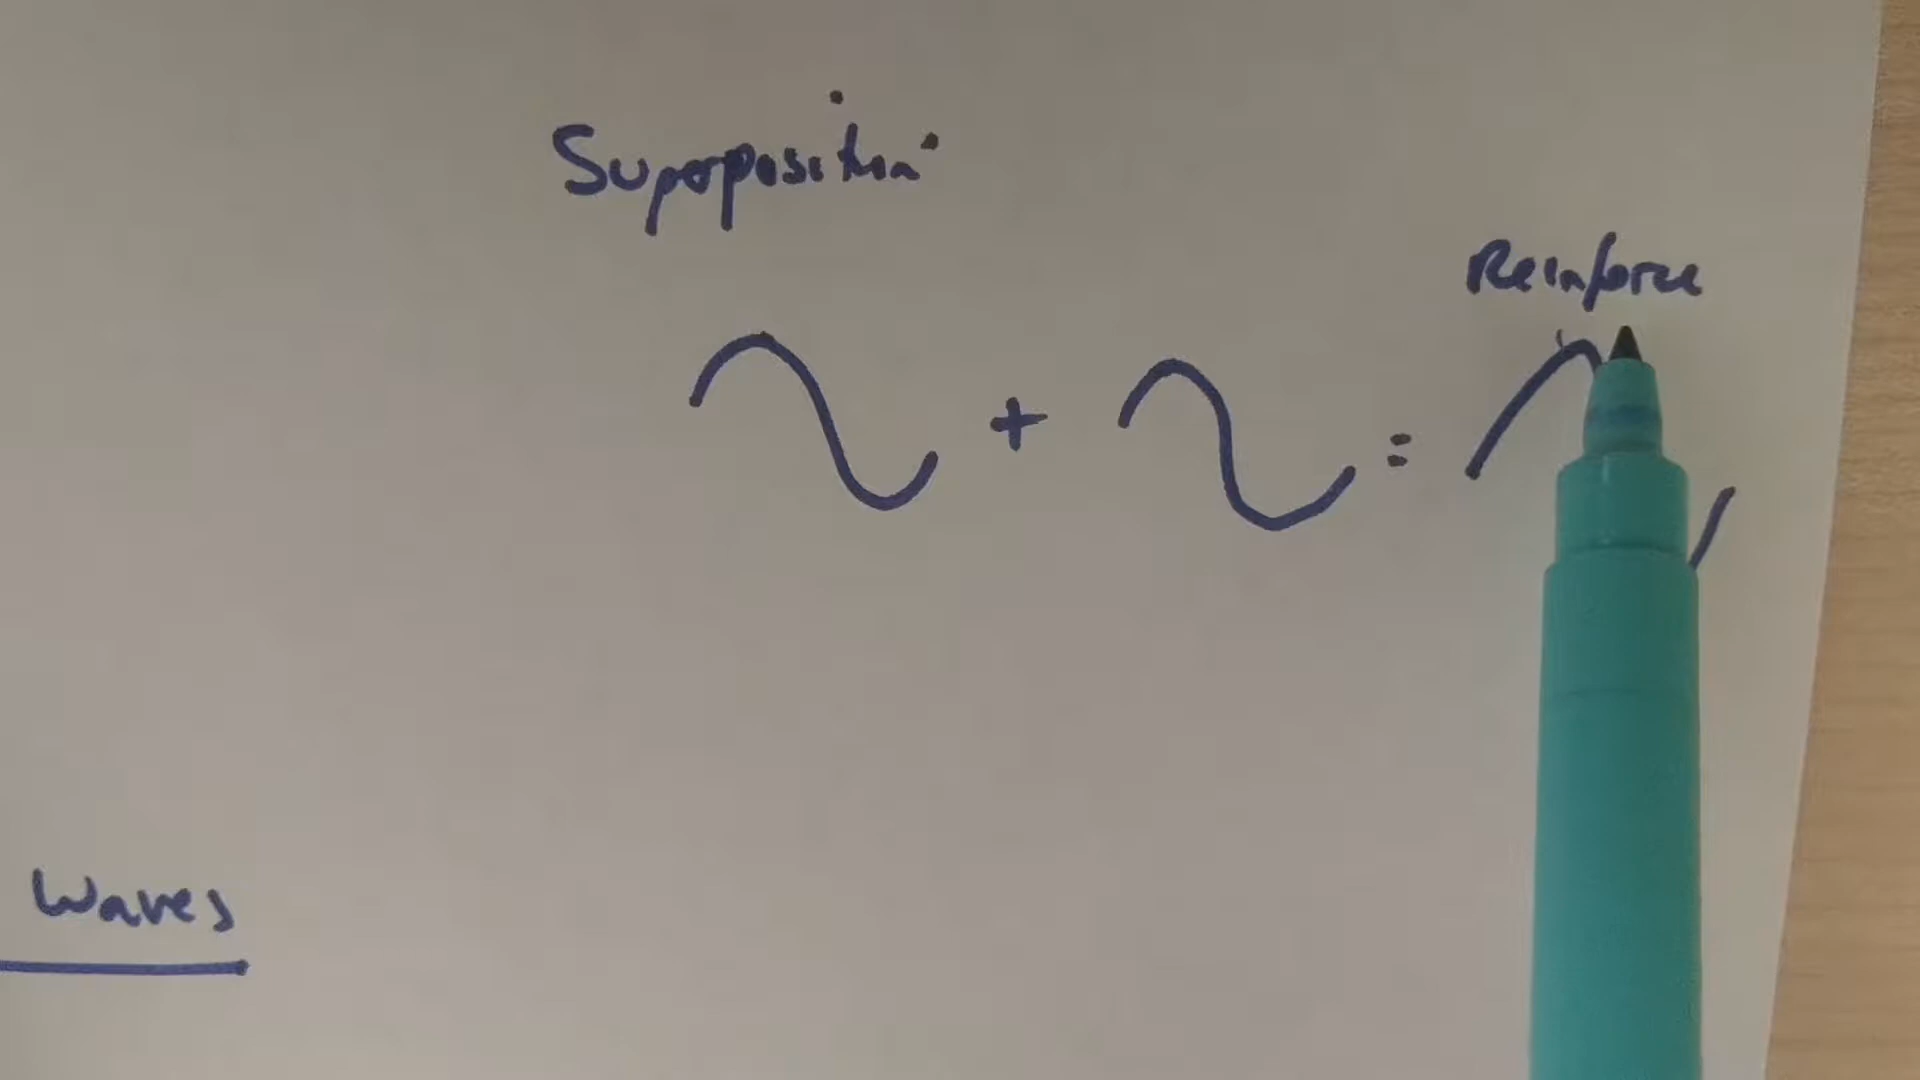 Superposition
Reinforce
+ =
Waves